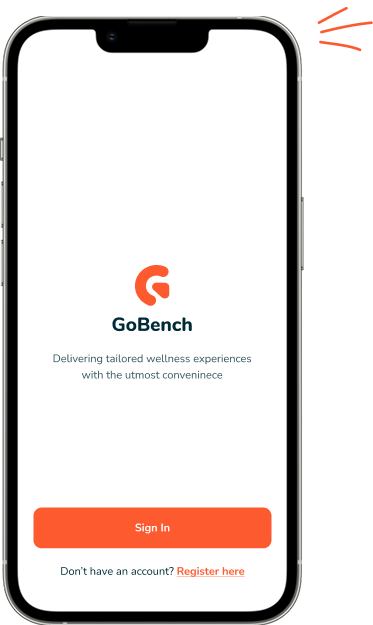 GoBench
Delivering tailored wellness experiences
with the utmost conveninece
Sign In
Don't have an account? Register here